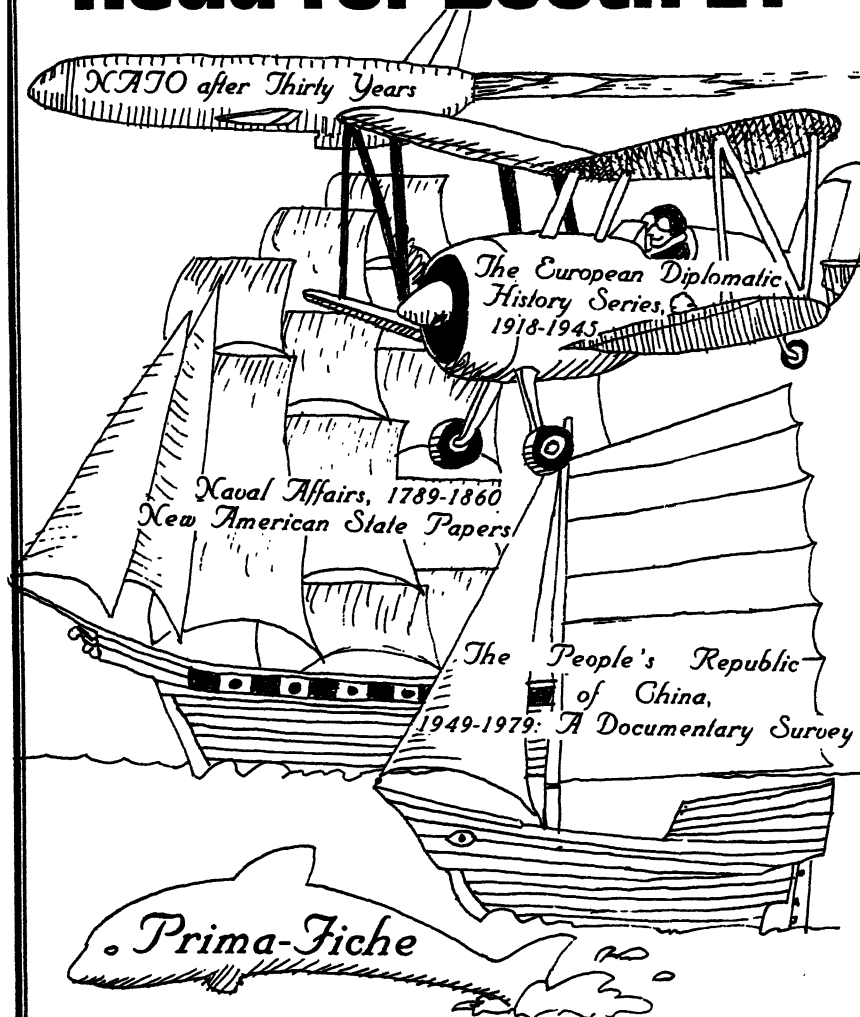 NATO after Thirty Years
The European Diplomatic
History Series,
1918-1945
Naval Affairs, 1789-1860
New American State Papers
The People's Republic
of China,
1949-1979: A Documentary Survey
Prima-Fiche